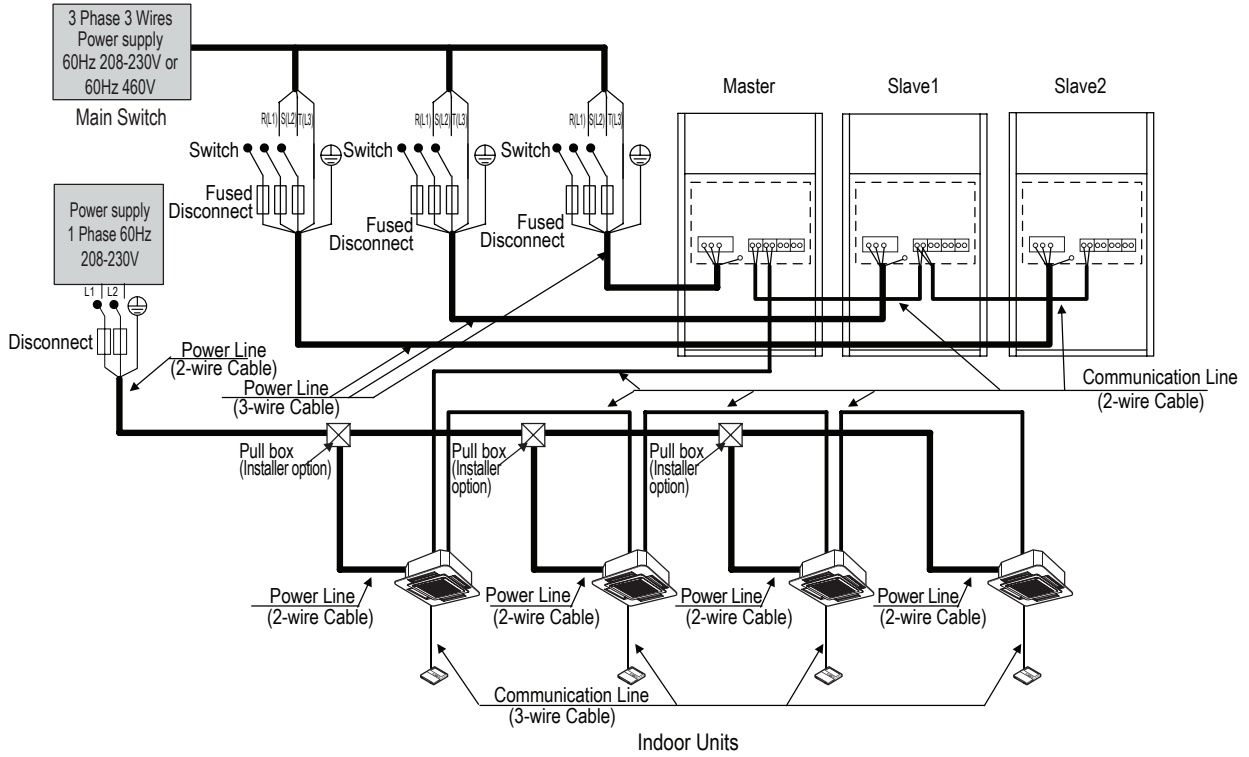 3 Phase 3 Wires
Power supply
60Hz 208-230V or
60Hz 460V
Main Switch
Master
Slave1
Slave2
R(L1)
S(L2)
T(L3)
R(L1)
S(L2)
T(L3)
R(L1)
S(L2)
T(L3)
Switch
Switch
Switch
Fused
Disconnect
Fused
Disconnect
Fused
Disconnect
Power supply
1 Phase 60Hz
208-230V
L1
L2
Disconnect
Power Line
(2-wire Cable)
Power Line
(3-wire Cable)
Communication Line
(2-wire Cable)
Pull box
(Installer option)
Pull box
(Installer
option)
Pull box
(Installer
option)
Power Line
(2-wire Cable)
Power Line
(2-wire Cable)
Power Line
(2-wire Cable)
Power Line
(2-wire Cable)
Communication Line
(3-wire Cable)
Indoor Units